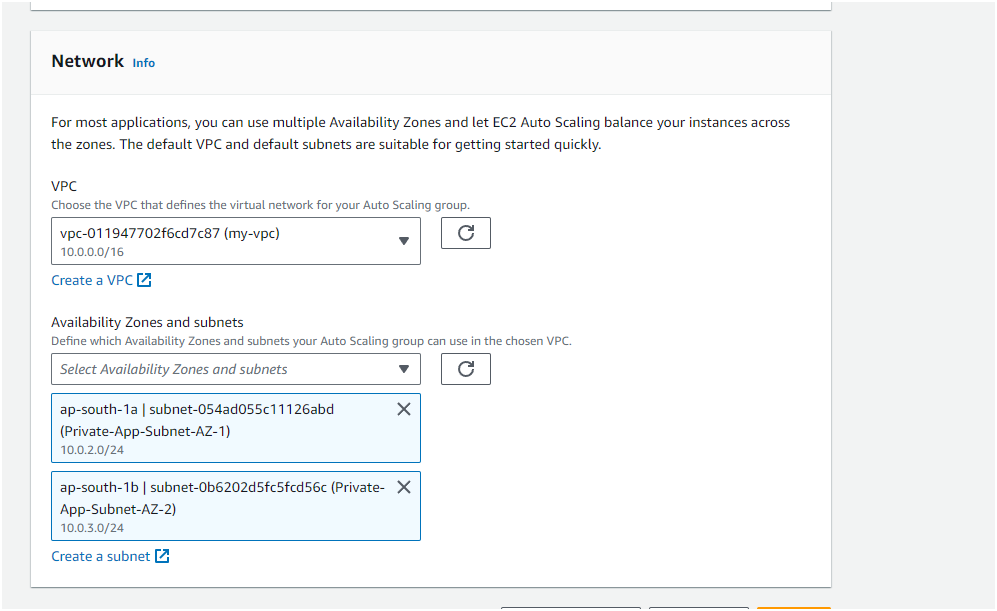 Network Info
For most applications, you can use multiple Availability Zones and let EC2 Auto Scaling balance your instances across
the zones. The default VPC and default subnets are suitable for getting started quickly.
VPC
Choose the VPC that defines the virtual network for your Auto Scaling group.
vpc-011947702f6cd7c87 (my-vpc)
10.0.0.0/16
Create a VPC
Availability Zones and subnets
Define which Availability Zones and subnets your Auto Scaling group can use in the chosen VPC.
Select Availability Zones and subnets
ap-south-1a | subnet-054ad055c11126abd
(Private-App-Subnet-AZ-1)
10.0.2.0/24
ap-south-1b | subnet-0b6202d5fc5fcd56c (Private-
App-Subnet-AZ-2)
10.0.3.0/24
Create a subnet